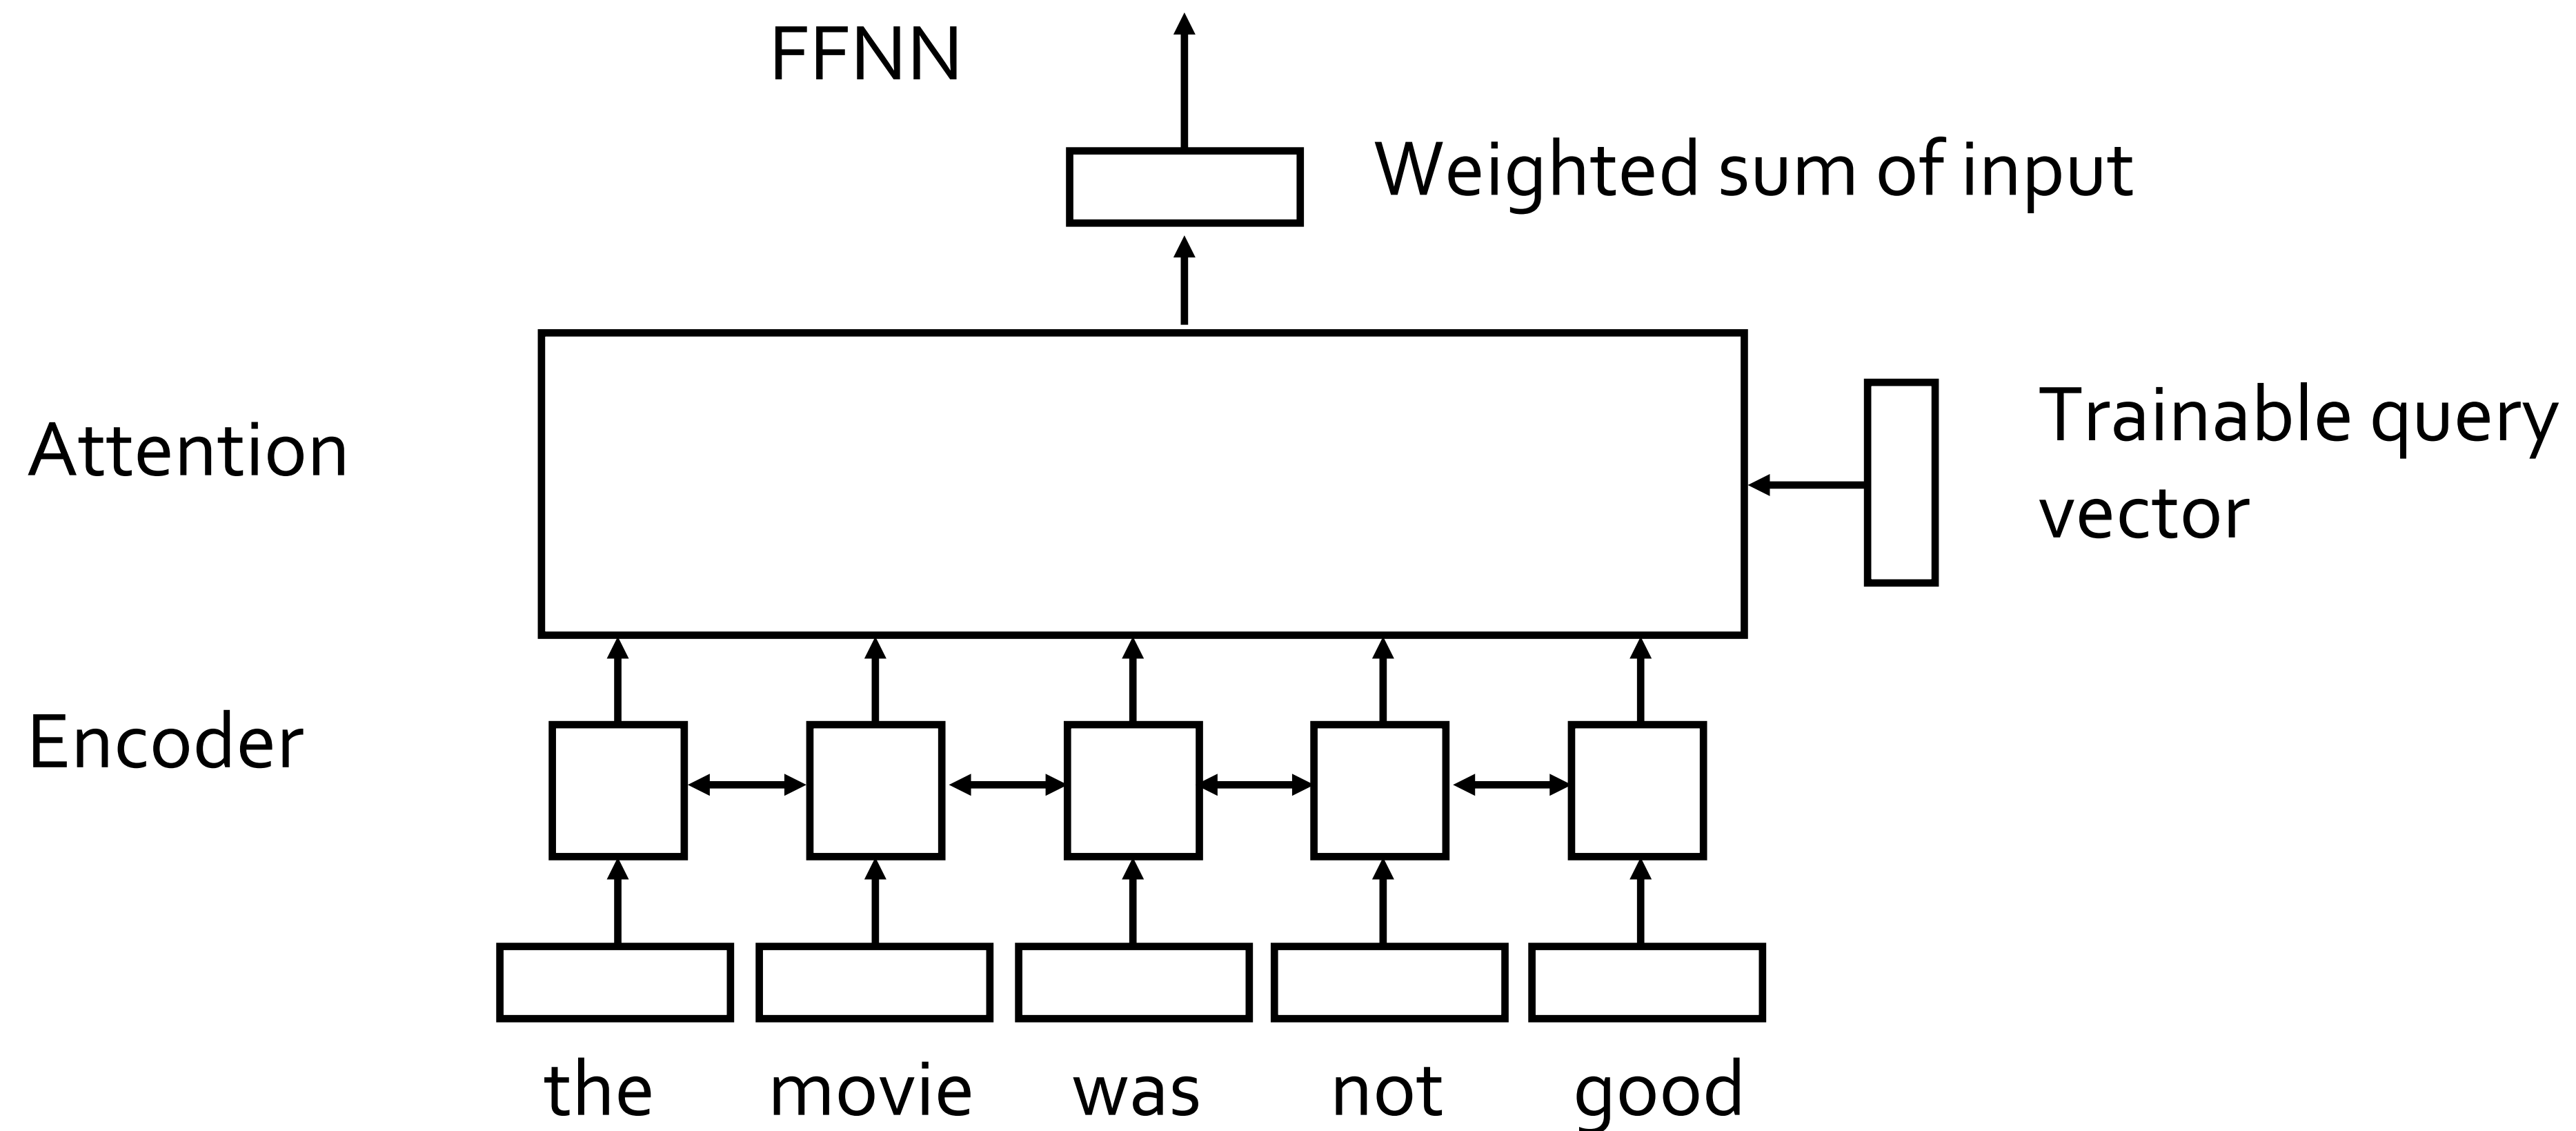 FFNN
Weighted sum of input
Attention
Trainable query
vector
Encoder
the movie was not good